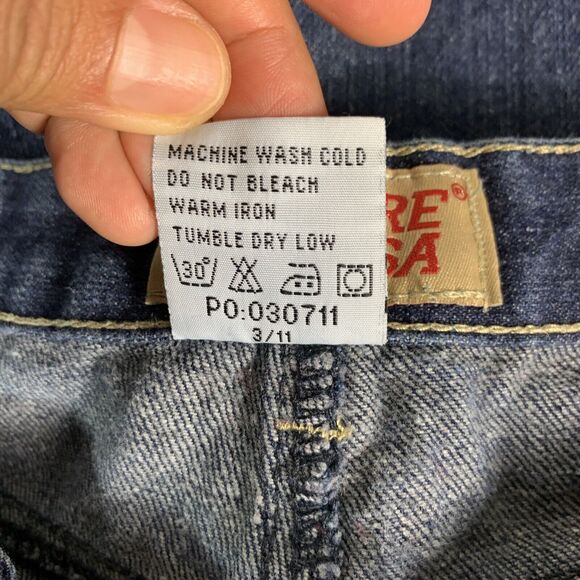 MACHINE WASH COLD
DO NOT BLEACH
WARM IRON
TUMBLE DRY LOW
30°
PO:030711
3/11